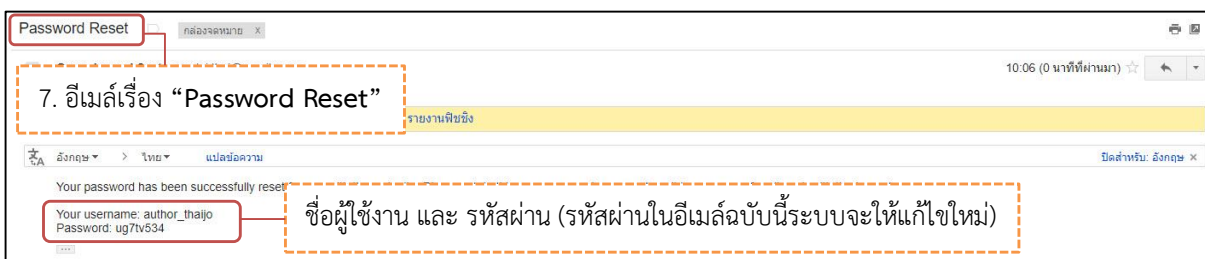 Password Reset
กล่องจดหมาย x
10:06 (0 นาทีที่ผ่านมา)
7. อีเมล์เรื่อง “Password Reset”
รายงานฟิชชิง
อังกฤษ > ไทย แปลข้อความ ปิดสำหรับ: อังกฤษ ×
Your password has been successfully reset
Your username: author_thaijo
Password: ug7tv534
ชื่อผู้ใช้งาน และ รหัสผ่าน (รหัสผ่านในอีเมล์ฉบับนี้ระบบจะให้แก้ไขใหม่)